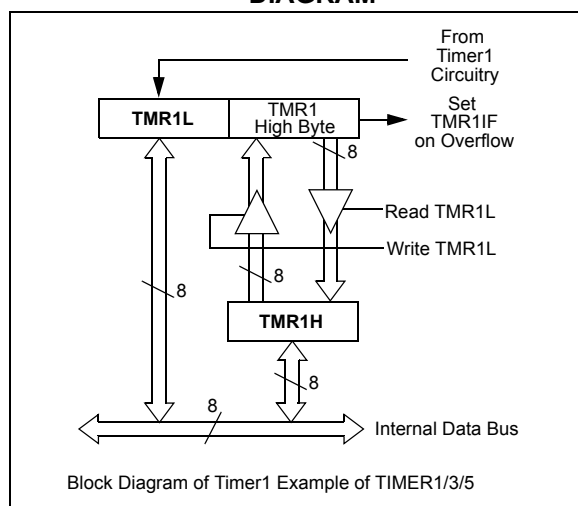 DIAGRAM
From
Timer1
Circuitry
TMR1L
TMR1
High Byte
Set
TMR1IF
on Overflow
8
Read TMR1L
Write TMR1L
8
8
TMR1H
8
8
Internal Data Bus
Block Diagram of Timer1 Example of TIMER1/3/5